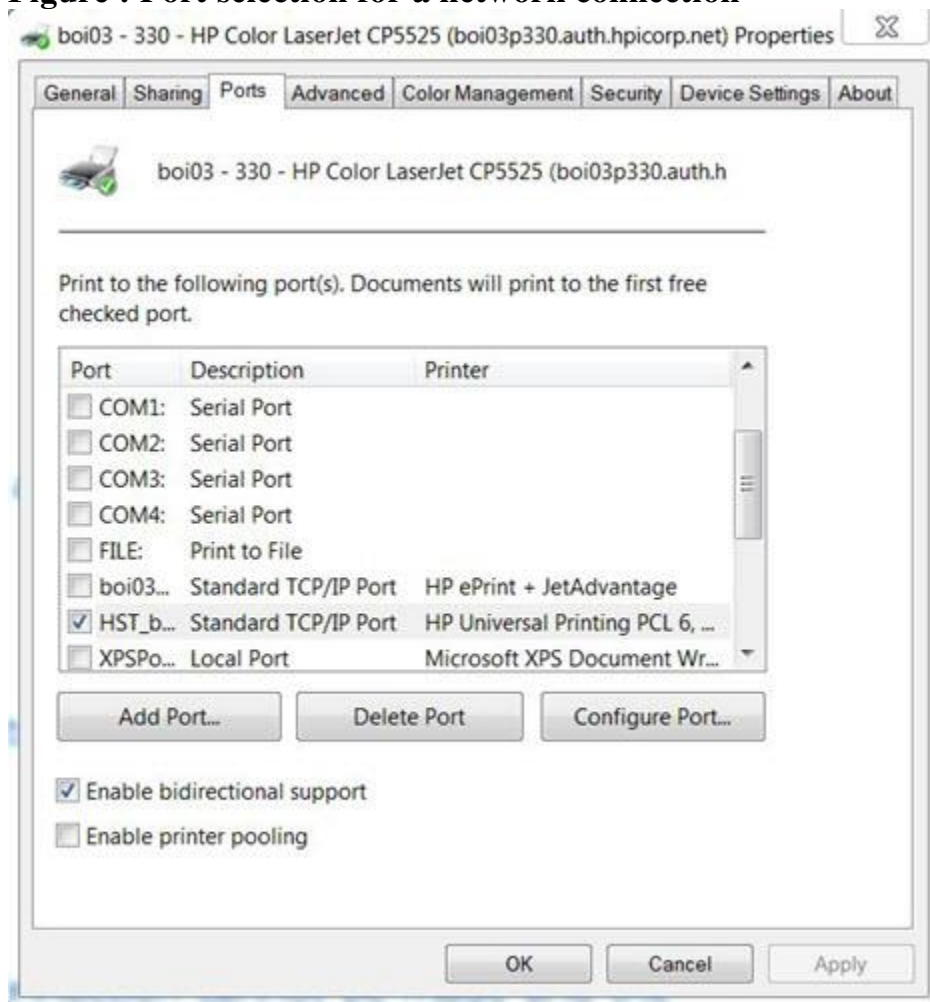 Figure : Port selection for a network connection
boi03 - 330 - HP Color LaserJet CP5525 (boi03p330.auth.hpicorp.net) Properties
General Sharing Ports Advanced Color Management Security Device Settings About
boi03 - 330 - HP Color LaserJet CP5525 (boi03p330.auth.h
Print to the following port(s). Documents will print to the first free
checked port.
Port Description Printer
COM1: Serial Port
COM2: Serial Port
COM3: Serial Port
COM4: Serial Port
FILE: Print to File
boi03... Standard TCP/IP Port HP ePrint + JetAdvantage
HST_b... Standard TCP/IP Port HP Universal Printing PCL 6, ...
XPSPo... Local Port Microsoft XPS Document Wr...
Add Port... Delete Port Configure Port...
Enable bidirectional support
Enable printer pooling
OK Cancel Apply